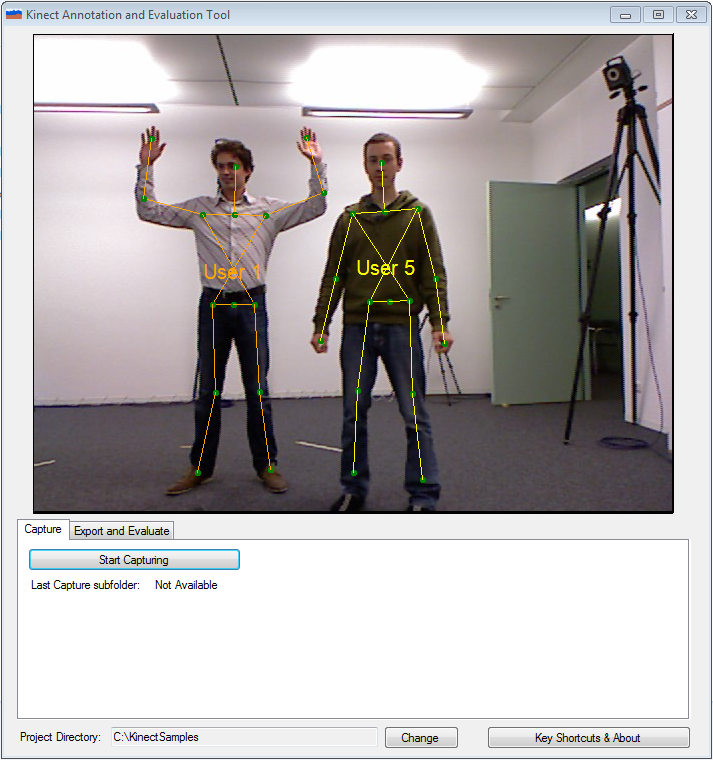 Kinect Annotation and Evaluation Tool
User 1
User 5
Capture
Export and Evaluate
Start Capturing
Last Capture subfolder: Not Available
Project Directory: C:\KinectSamples
Change
Key Shortcuts & About